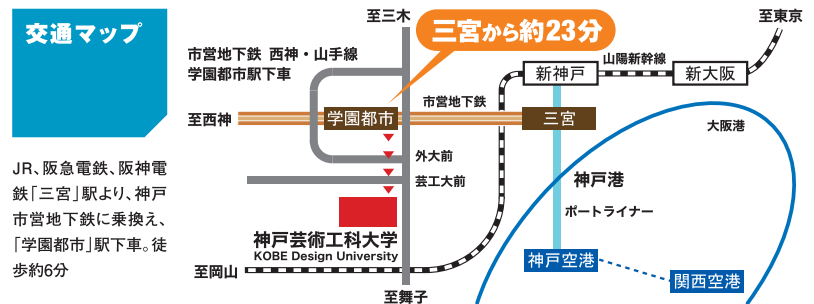 交通マップ
JR、阪急電鉄、阪神電
鉄「三宮」駅より、神戸
市営地下鉄に乗換え、
「学園都市」駅下車。徒
歩約6分
至三木
三宮から約23分
至東京
市営地下鉄 西神・山手線
学園都市駅下車
新神戸
山陽新幹線
新大阪
市営地下鉄
至西神
学園都市
三宮
大阪港
外大前
芸工大前
神戸港
ポートライナー
神戸芸術工科大学
KOBE Design University
神戸空港
至岡山
関西空港
至舞子